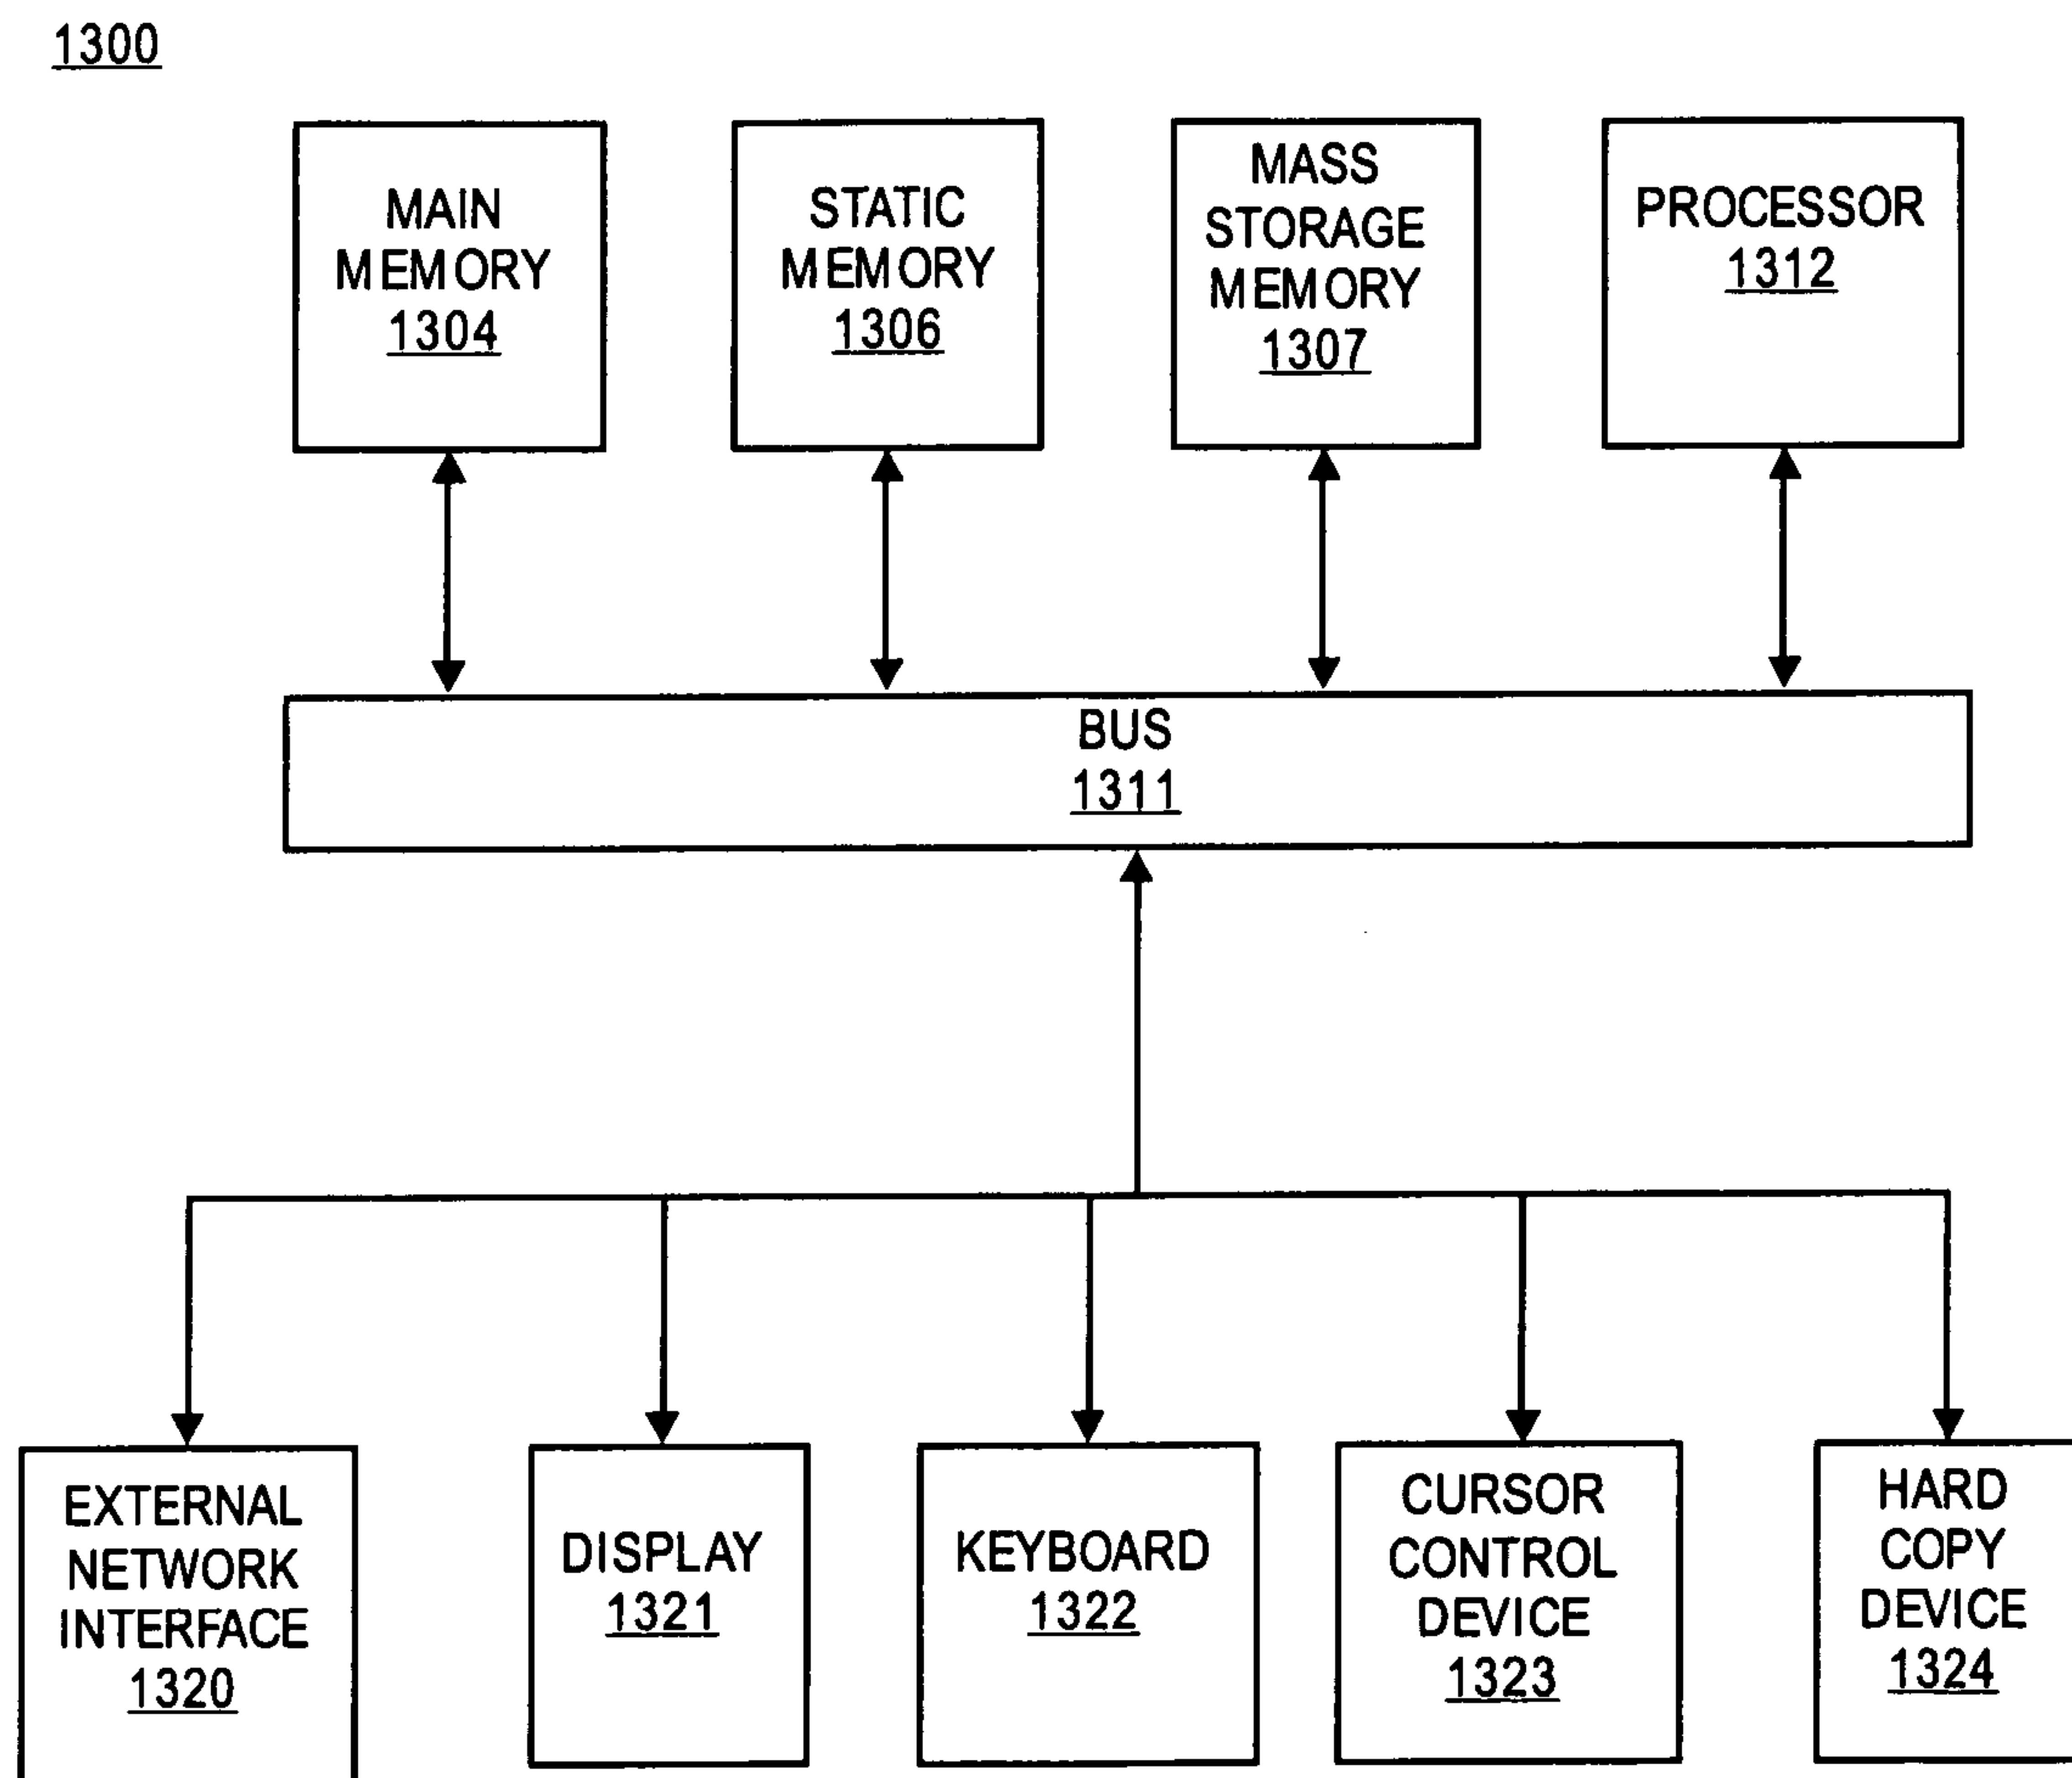 1300
MAIN
MEMORY
1304
STATIC
MEMORY
1306
MASS
STORAGE
MEMORY
1307
PROCESSOR
1312
BUS
1311
EXTERNAL
NETWORK
INTERFACE
1320
DISPLAY
1321
KEYBOARD
1322
CURSOR
CONTROL
DEVICE
1323
HARD
COPY
DEVICE
1324